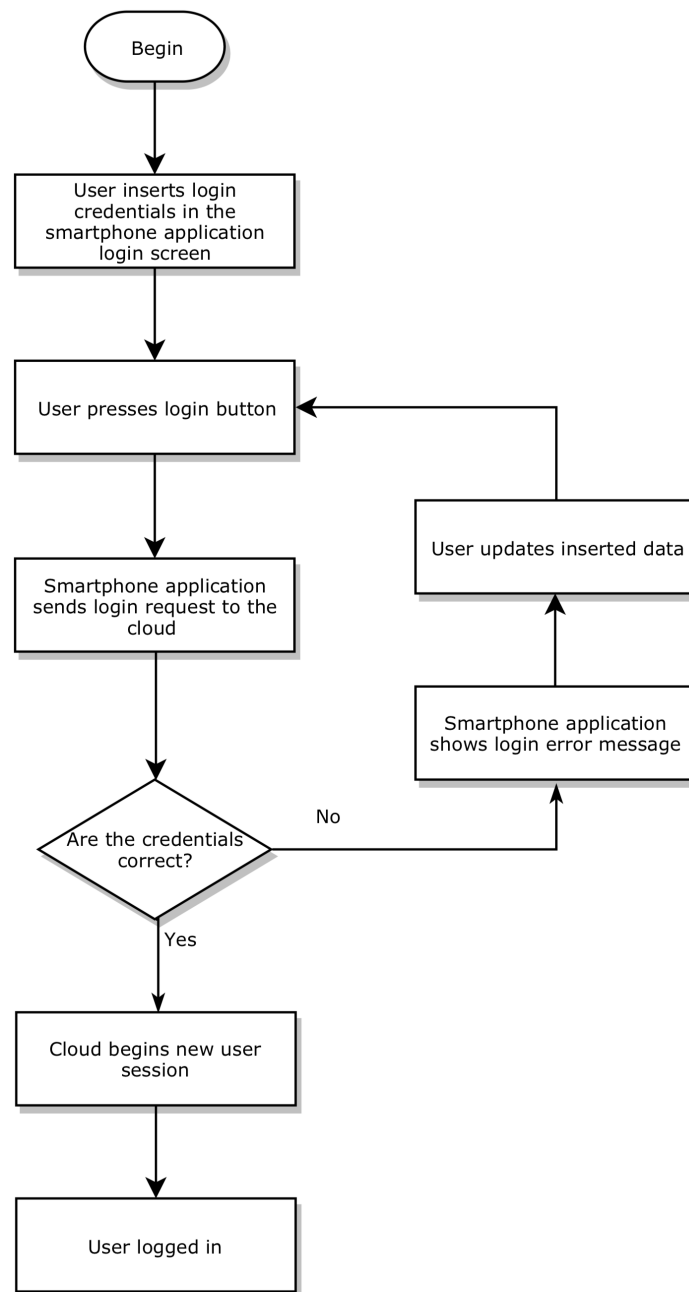 Begin
User inserts login
credentials in the
smartphone application
login screen
User presses login button
Smartphone application
sends login request to the
cloud
Are the credentials
correct?
No
Smartphone application
shows login error message
User updates inserted data
Yes
Cloud begins new user
session
User logged in